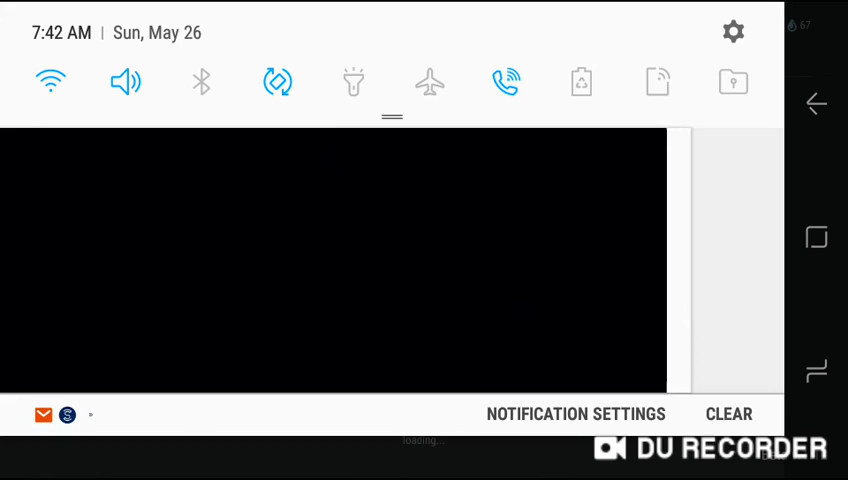 7:42 AM | Sun, May 26
67
NOTIFICATION SETTINGS CLEAR
loading...
DU RECORDER